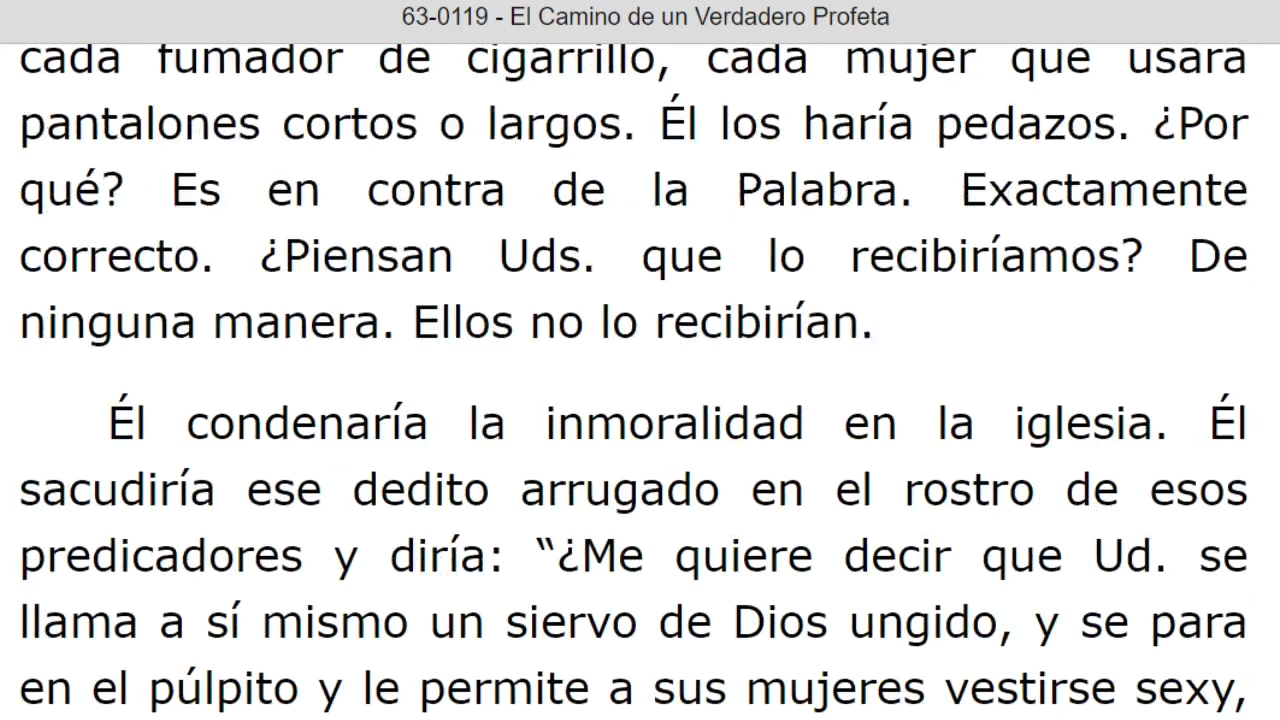 63-0119 - El Camino de un Verdadero Profeta
cada fumador de cigarrillo, cada mujer que usara
pantalones cortos o largos. Él los haría pedazos. ¿Por
qué? Es en contra de la Palabra. Exactamente
correcto. ¿Piensan Uds. que lo recibiríamos? De
ninguna manera. Ellos no lo recibirían.
Él condenaría la inmoralidad en la iglesia. Él
sacudiría ese dedito arrugado en el rostro de esos
predicadores y diría: “¿Me quiere decir que Ud. se
llama a sí mismo un siervo de Dios ungido, y se para
en el púlpito y le permite a sus mujeres vestirse sexy,